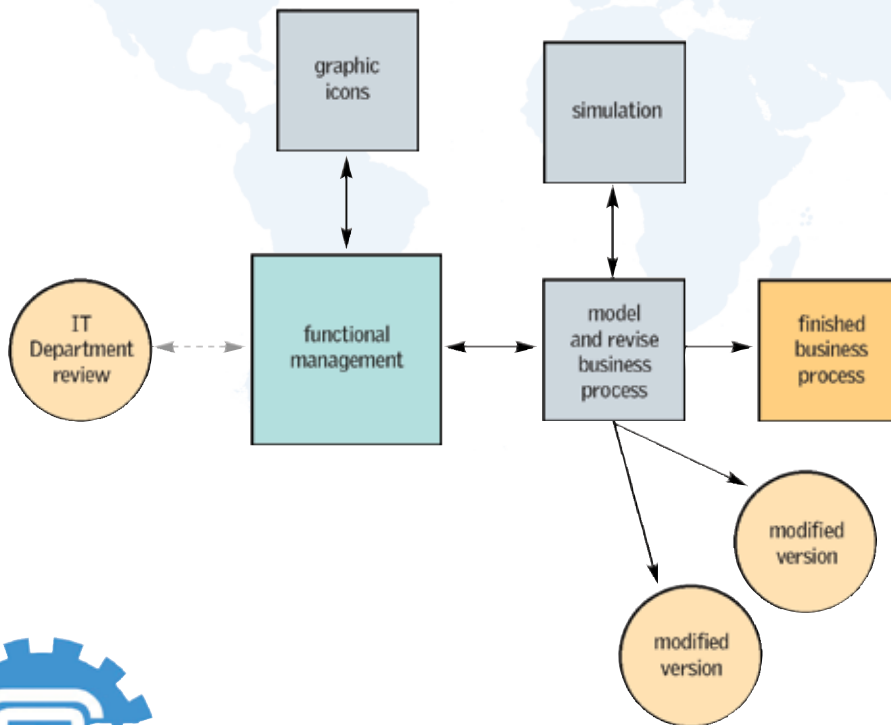 graphic
icons
simulation
IT
Department
review
functional
management
model
and revise
business
process
finished
business
process
modified
version
modified
version